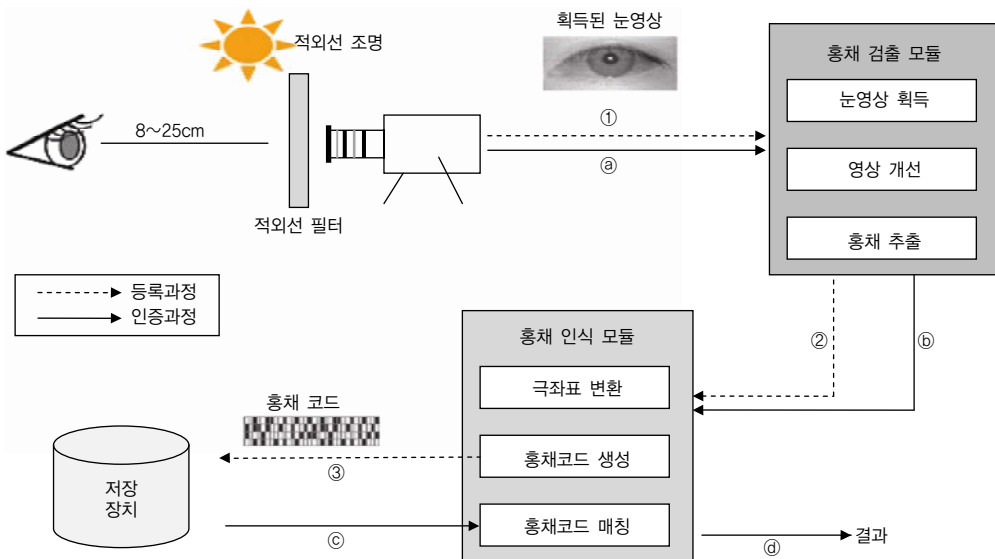 획득된 눈영상
적외선 조명
홍채 검출 모듈
눈영상 획득
8～25cm
①
ⓐ
영상 개선
적외선 필터
홍채 추출
등록과정
인증과정
②
ⓑ
홍채 인식 모듈
극좌표 변환
홍채 코드
홍채코드 생성
③
저장
장치
홍채코드 매칭
ⓒ
ⓓ
결과